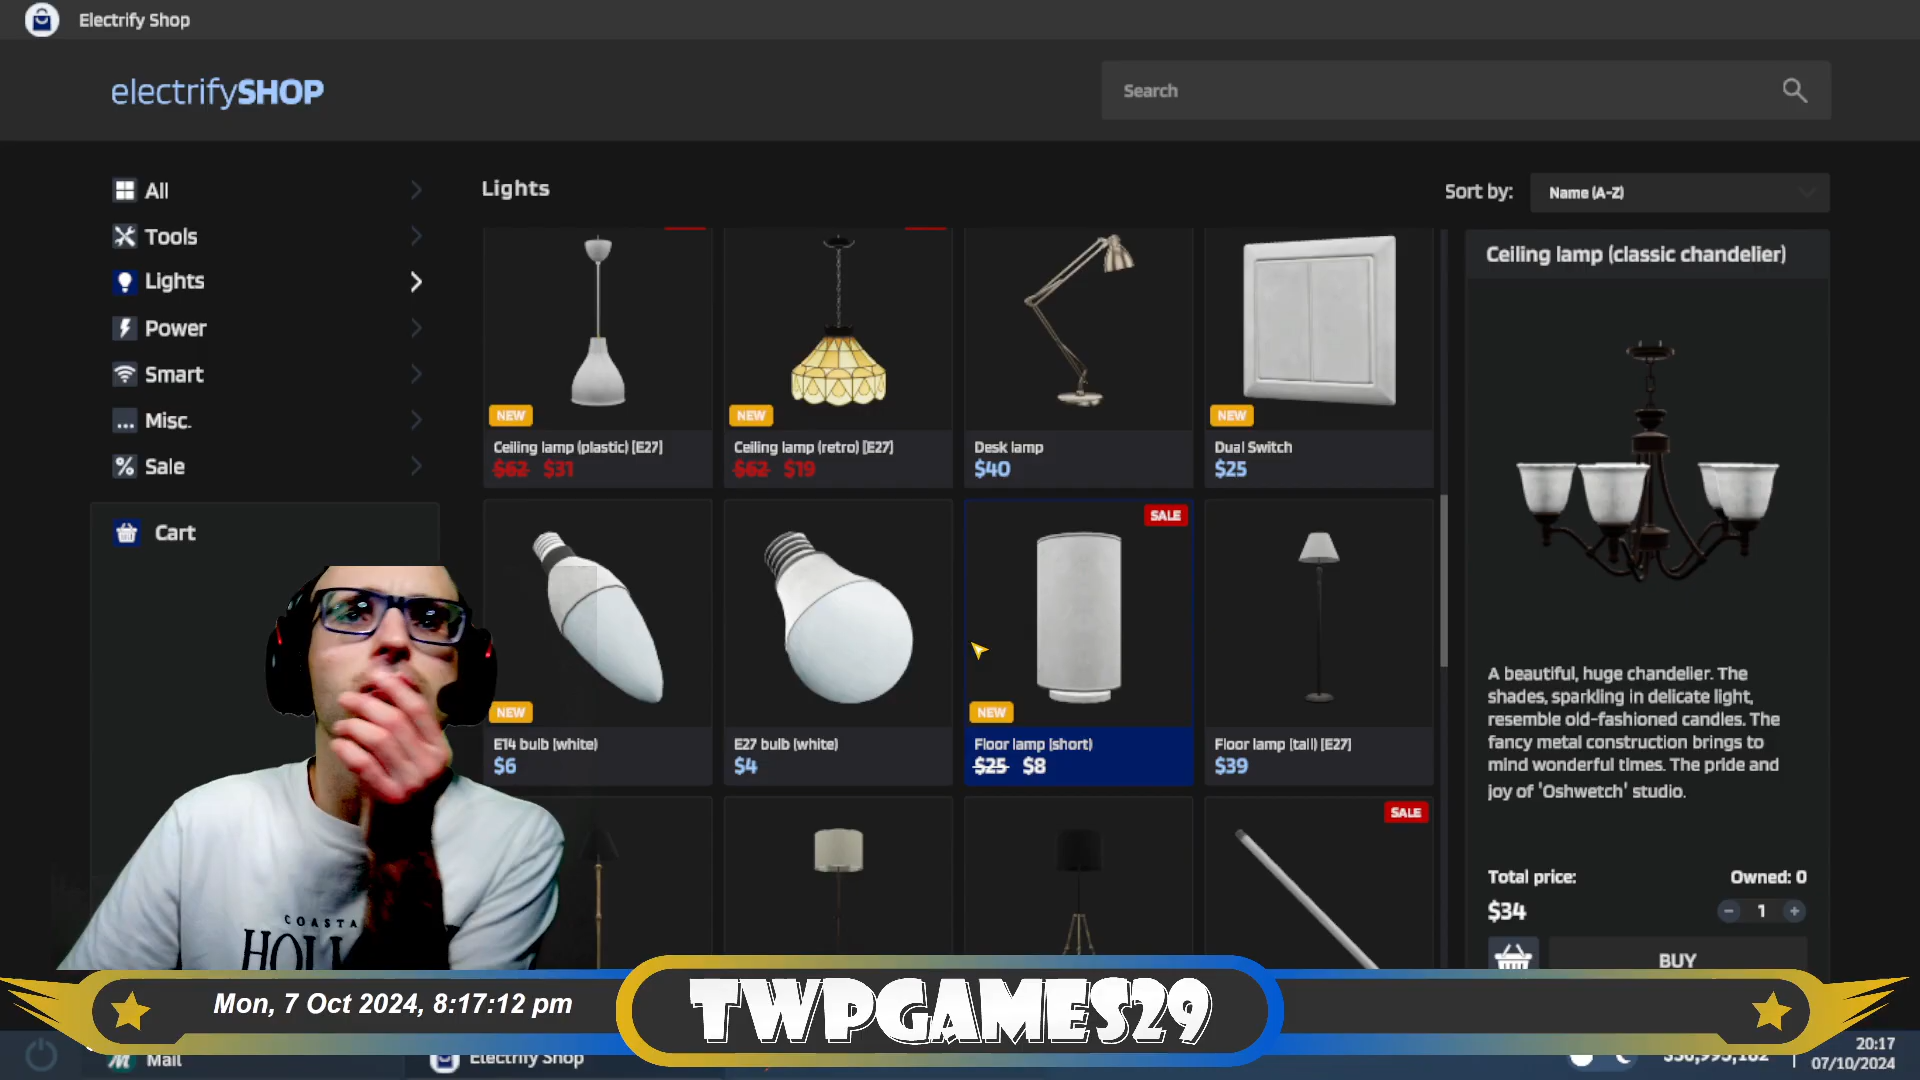 Electrify Shop
electrifySHOP
Search
All
Tools
Lights
Power
Smart
Misc.
Sale
Cart
Lights
Sort by:
Name (A-Z)
NEW
Ceiling lamp (plastic) [E27]
$62 $31
NEW
Ceiling lamp (retro) [E27]
$62 $19
Desk lamp
$40
NEW
Dual Switch
$25
NEW
E14 bulb (white)
$6
E27 bulb (white)
$4
SALE
NEW
Floor lamp (short)
$25 $8
Floor lamp (tall) [E27]
$39
SALE
Ceiling lamp (classic chandelier)
A beautiful, huge chandelier. The
shades, sparkling in delicate light,
resemble old-fashioned candles. The
fancy metal construction brings to
mind wonderful times. The pride and
joy of 'Oshwetch' studio.
Total price:
Owned: 0
$34
- 1 +
BUY
COASTA
HOLL
Mon, 7 Oct 2024, 8:17:12 pm
TWPGAMES29
Mail
Electrify Shop
20:17
07/10/2024